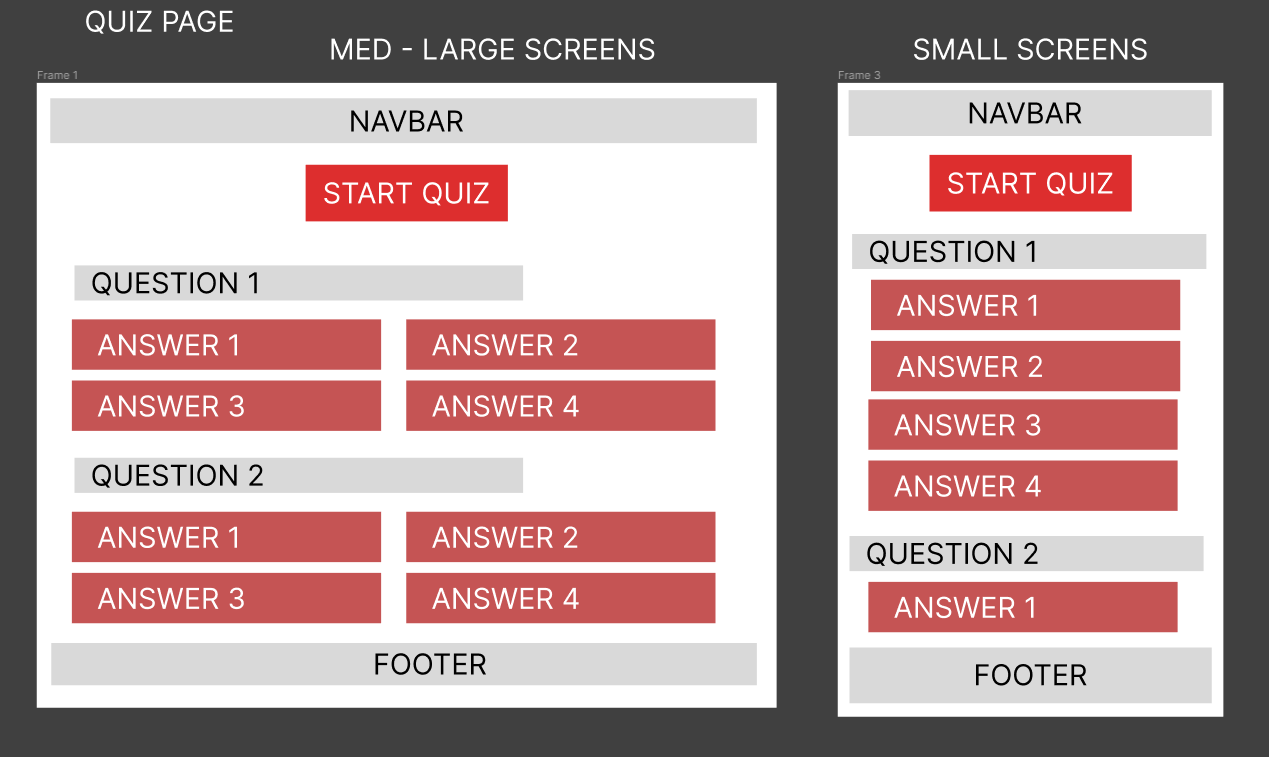 QUIZ PAGE
MED - LARGE SCREENS
Frame 1
NAVBAR
START QUIZ
QUESTION 1
ANSWER 1
ANSWER 2
ANSWER 3
ANSWER 4
QUESTION 2
ANSWER 1
ANSWER 2
ANSWER 3
ANSWER 4
FOOTER
SMALL SCREENS
Frame 3
NAVBAR
START QUIZ
QUESTION 1
ANSWER 1
ANSWER 2
ANSWER 3
ANSWER 4
QUESTION 2
ANSWER 1
FOOTER